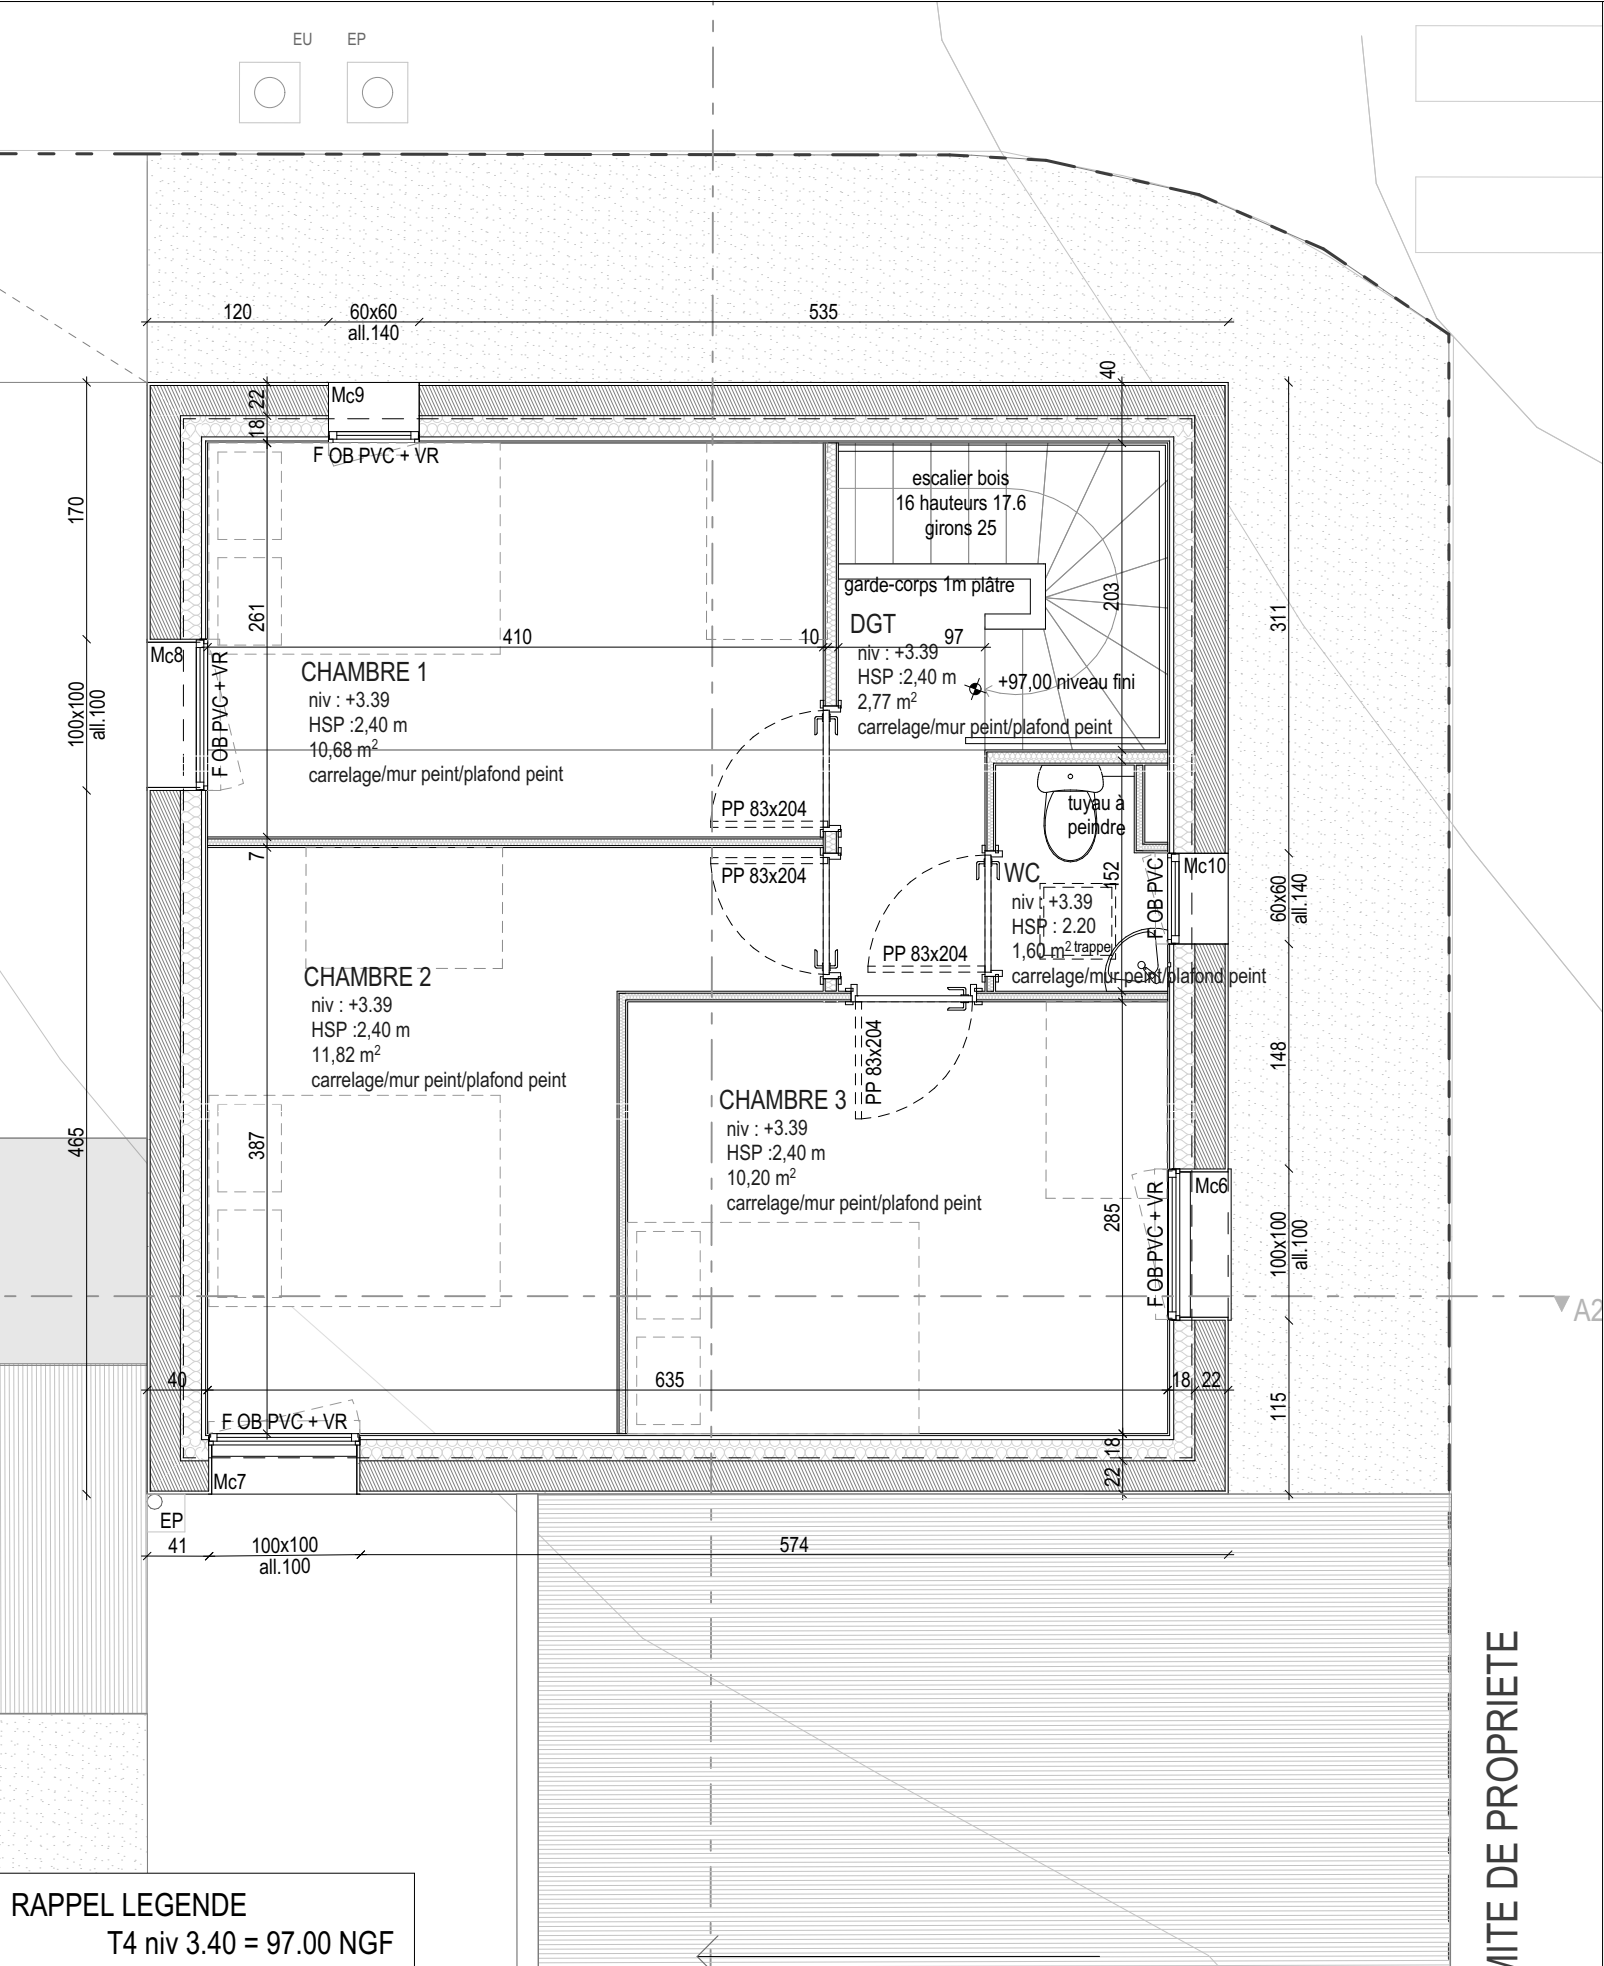 EU EP
120 60x60 535
all.140
40
22
Mc9
18
F OB PVC + VR
escalier bois
16 hauteurs 17.6
girons 25
170
garde-corps 1m plâtre
261
203
311
410 10 DGT 97
niv : +3.39
HSP :2,40 m
2,77 m²
carrelage/mur peint/plafond peint
+97,00 niveau fini
Mc8
F OB PVC + VR
100x100
all.100
CHAMBRE 1
niv : +3.39
HSP :2,40 m
10,68 m²
carrelage/mur peint/plafond peint
PP 83x204
tuyau à
peindre
7
PP 83x204
WC
niv : +3.39
HSP : 2.20
1,60 m² trappe
carrelage/mur peint/plafond peint
152
F OB PVC
Mc10
60x60
all.140
PP 83x204
CHAMBRE 2
niv : +3.39
HSP :2,40 m
11,82 m²
carrelage/mur peint/plafond peint
PP 83x204
148
465
387
CHAMBRE 3
niv : +3.39
HSP :2,40 m
10,20 m²
carrelage/mur peint/plafond peint
285
F OB PVC + VR
Mc6
100x100
all.100
A2
40 635 18 22
115
F OB PVC + VR
18
22
Mc7
EP
41 100x100 574
all.100
MITE DE PROPRIETE
RAPPEL LEGENDE
T4 niv 3.40 = 97.00 NGF